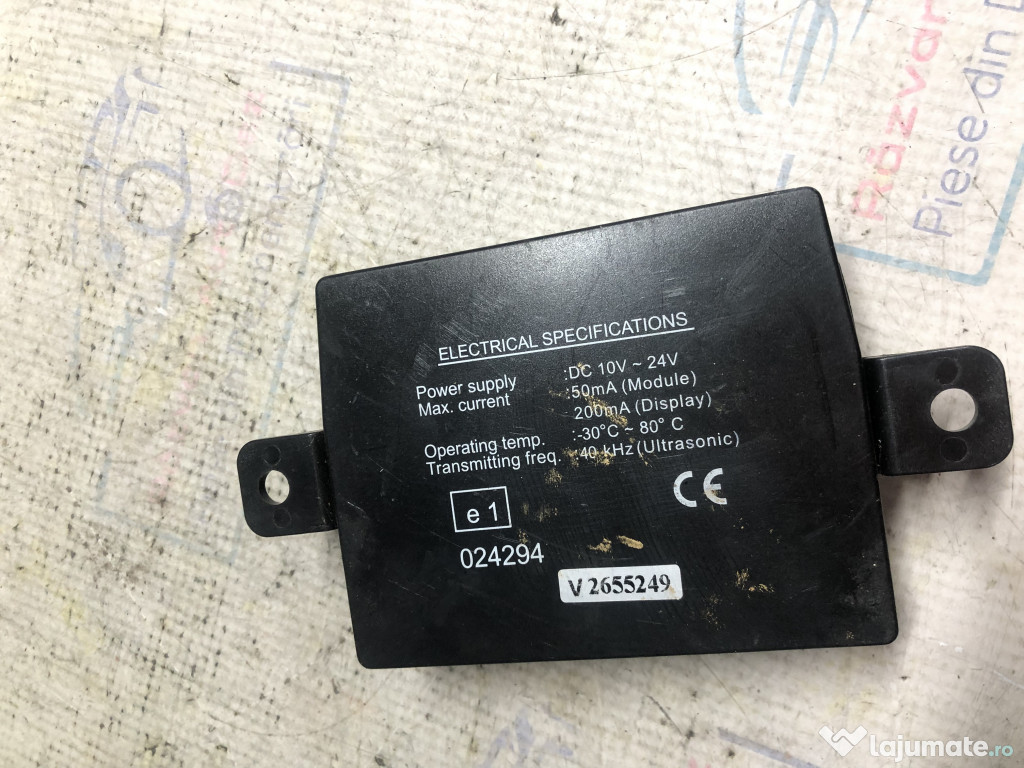 Răzvan
Piese din
ELECTRICAL SPECIFICATIONS
Power supply :DC 10V ~ 24V
Max. current :50mA (Module)
200mA (Display)
Operating temp. :-30°C ~ 80° C
Transmitting freq. :40 kHz (Ultrasonic)
e 1
CE
024294
V 2655249
lajumate.ro